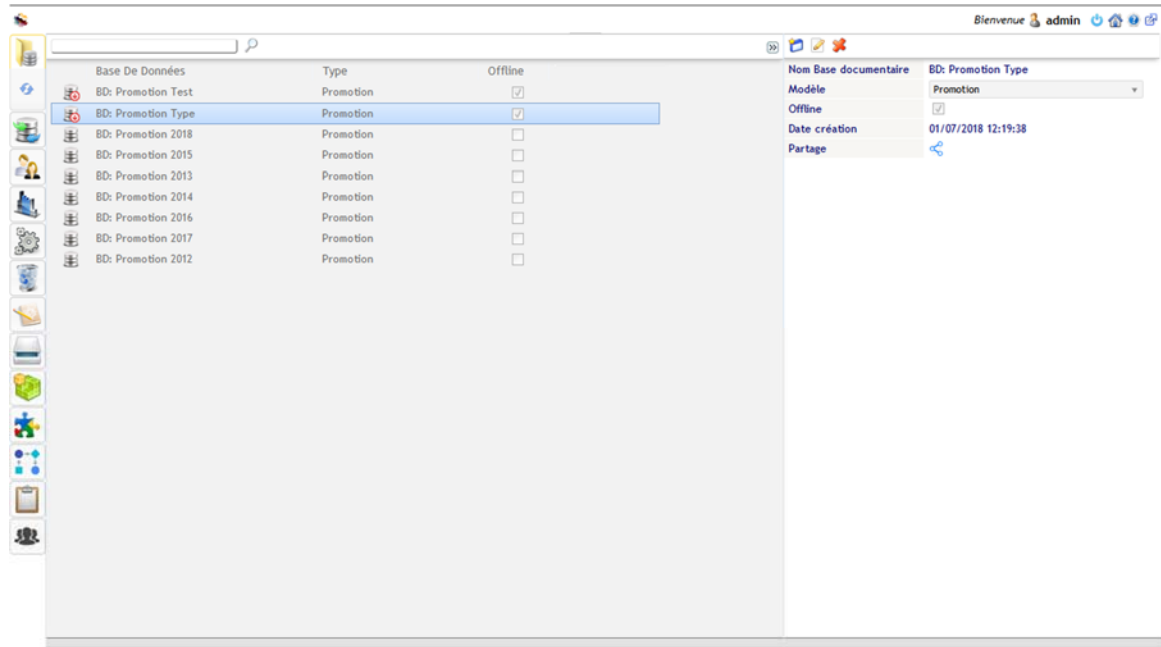 Bienvenue admin
Base De Données Type Offline
BD: Promotion Test Promotion
BD: Promotion Type Promotion
BD: Promotion 2018 Promotion
BD: Promotion 2015 Promotion
BD: Promotion 2013 Promotion
BD: Promotion 2014 Promotion
BD: Promotion 2016 Promotion
BD: Promotion 2017 Promotion
BD: Promotion 2012 Promotion
Nom Base documentaire BD: Promotion Type
Modèle Promotion
Offline
Date création 01/07/2018 12:19:38
Partage